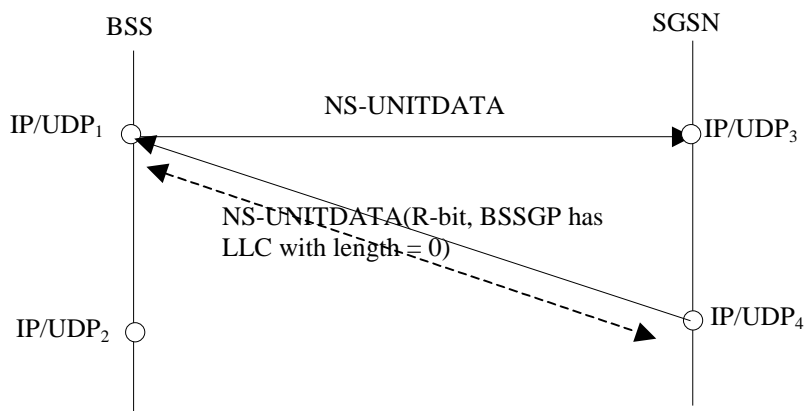 BSS
SGSN
NS-UNITDATA
IP/UDP₁
IP/UDP₃
NS-UNITDATA(R-bit, BSSGP has
LLC with length = 0)
IP/UDP₂
IP/UDP₄